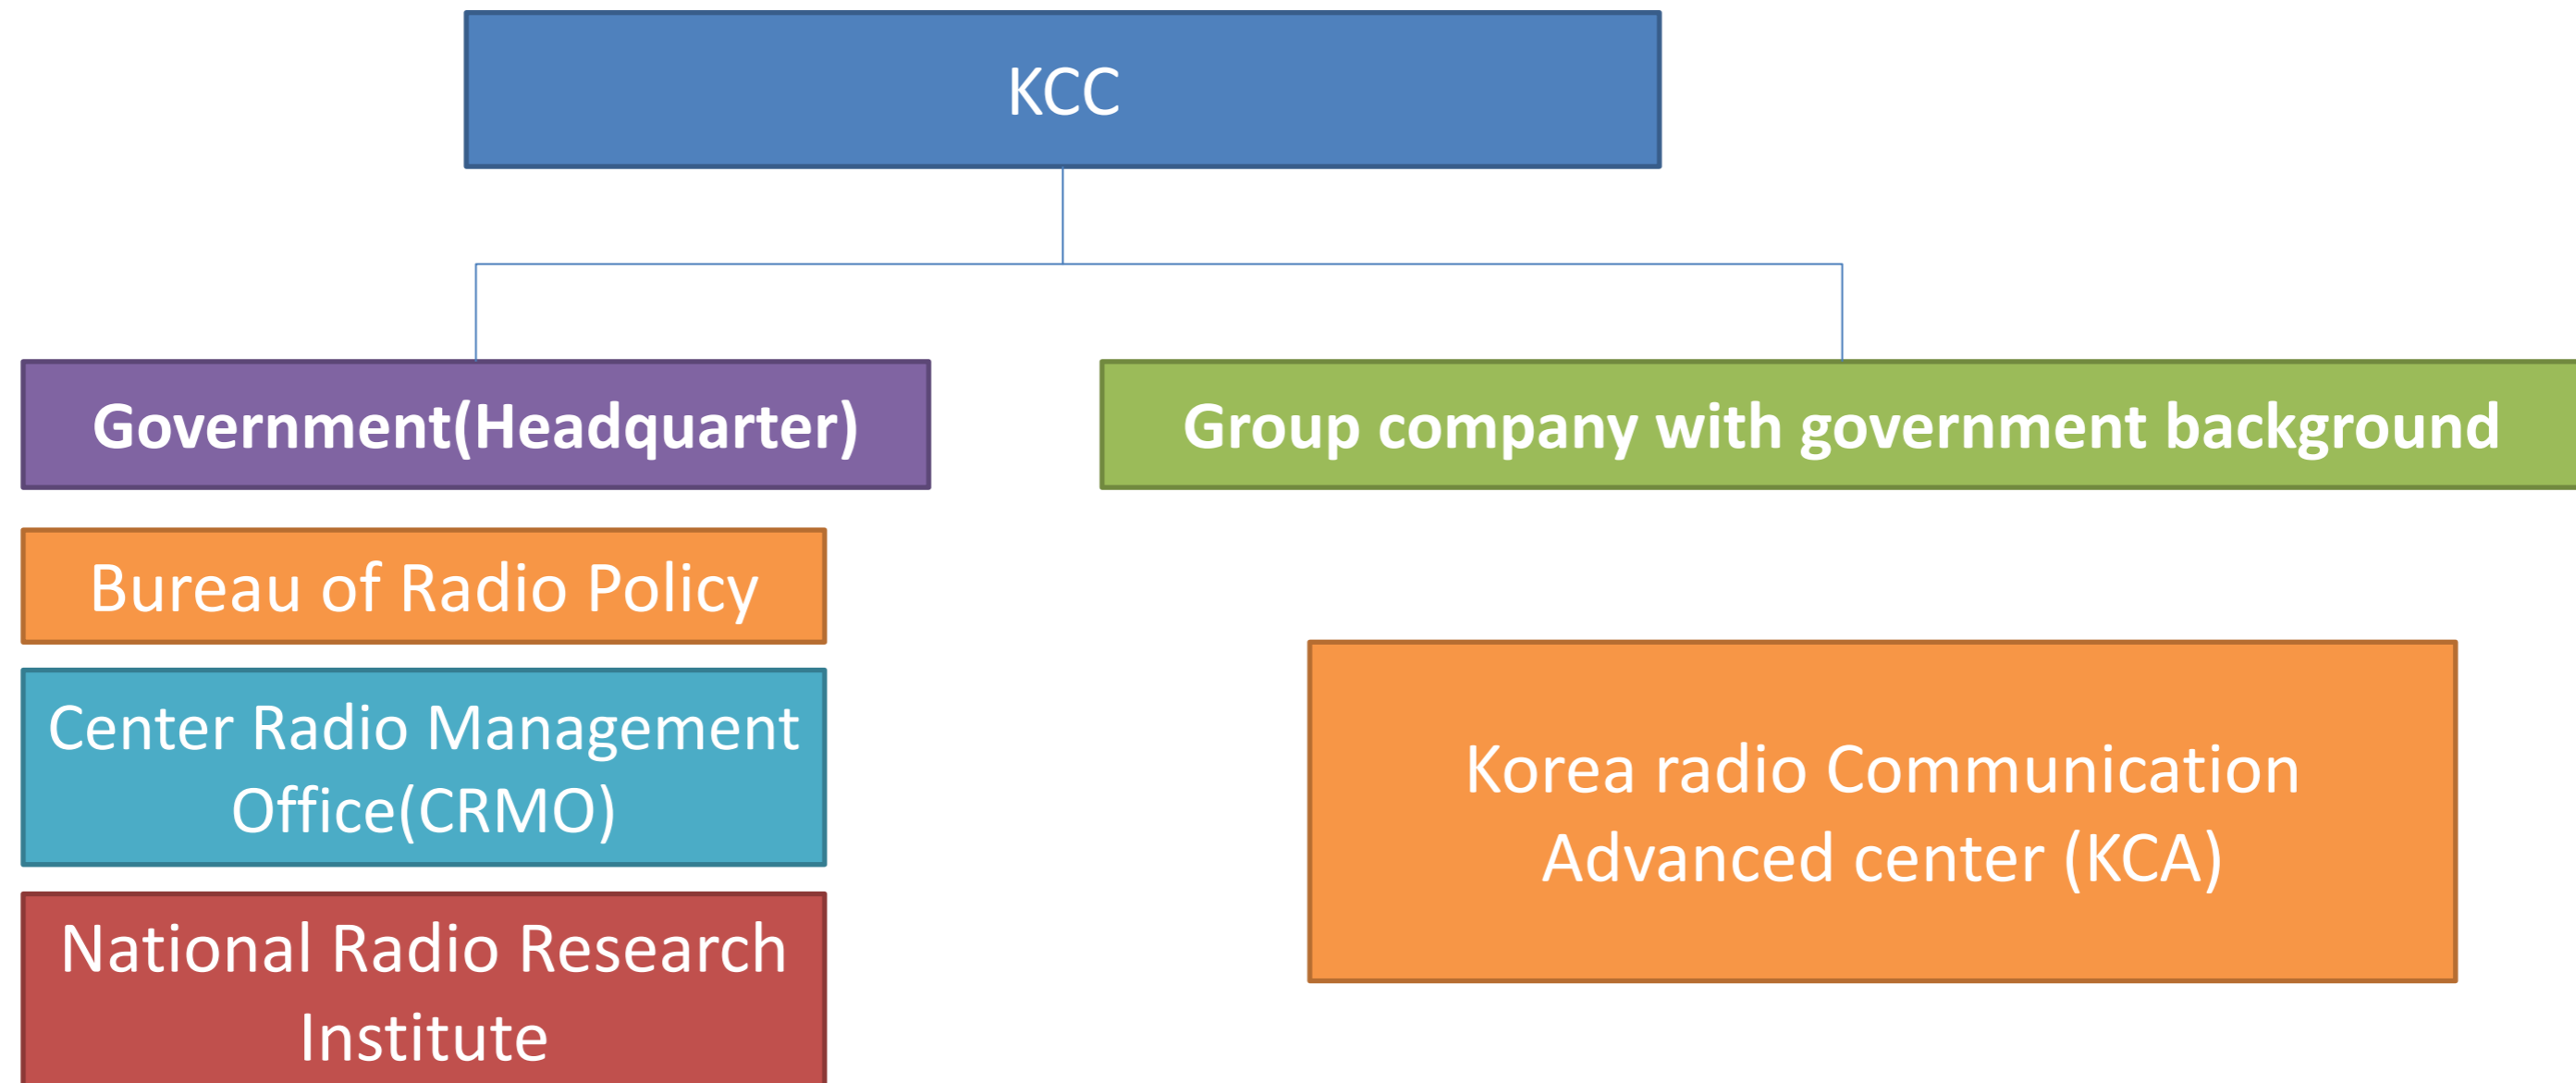 KCC
Government(Headquarter)
Group company with government background
Bureau of Radio Policy
Center Radio Management
Office(CRMO)
National Radio Research
Institute
Korea radio Communication
Advanced center (KCA)